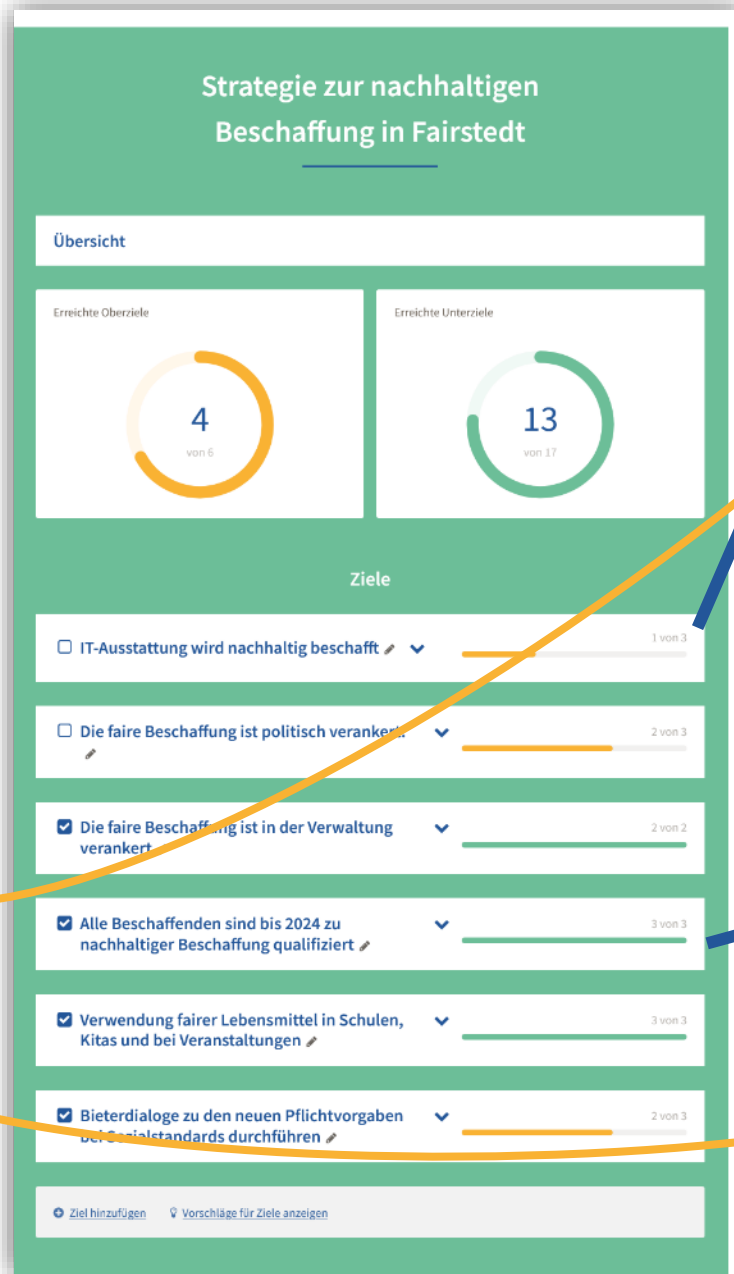 Strategie zur nachhaltigen
Beschaffung in Fairstedt
Übersicht
Erreichte Oberziele
4
von 6
Erreichte Unterziele
13
von 17
Ziele
IT-Ausstattung wird nachhaltig beschafft
1 von 3
Die faire Beschaffung ist politisch verankert.
2 von 3
Die faire Beschaffung ist in der Verwaltung
verankert
2 von 2
Alle Beschaffenden sind bis 2024 zu
nachhaltiger Beschaffung qualifiziert
3 von 3
Verwendung fairer Lebensmittel in Schulen,
Kitas und bei Veranstaltungen
3 von 3
Bieterdialoge zu den neuen Pflichtvorgaben
bei Sozialstandards durchführen
2 von 3
Ziel hinzufügen
Vorschläge für Ziele anzeigen